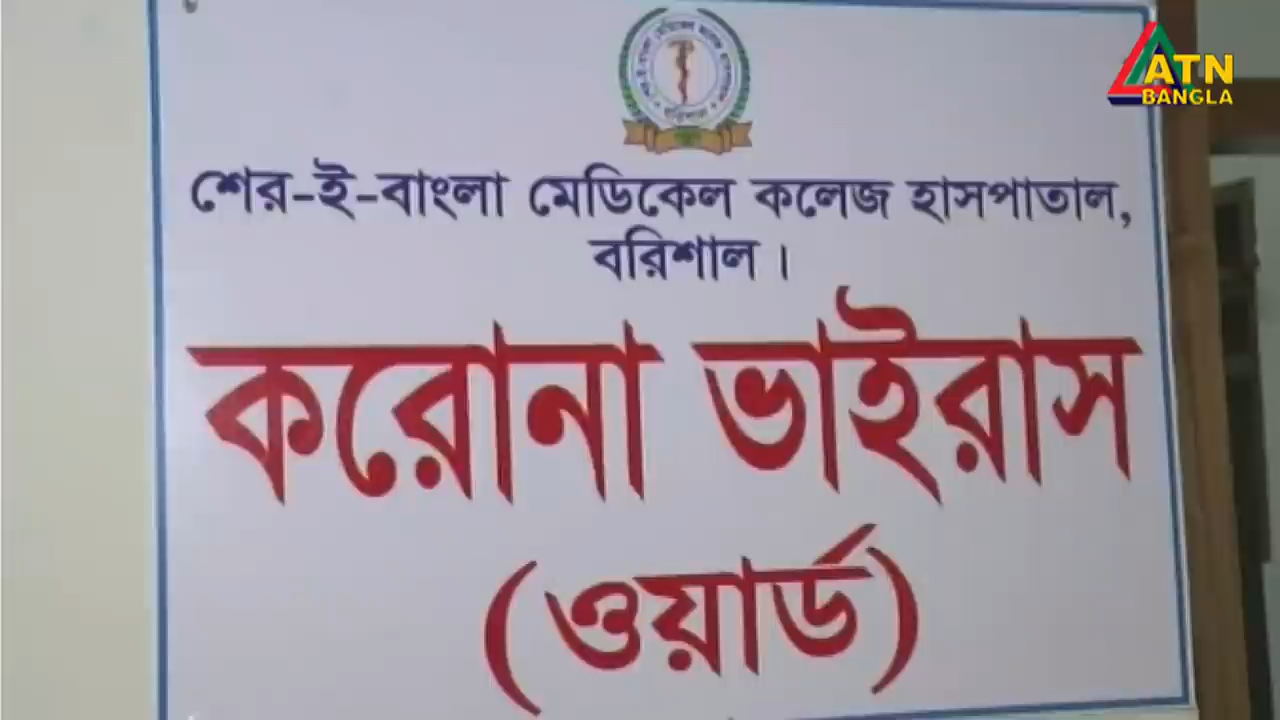 ATN
BANGLA
শের-ই-বাংলা মেডিকেল কলেজ হাসপাতাল,
বরিশাল।
করোনা ভাইরাস
(ওয়ার্ড)